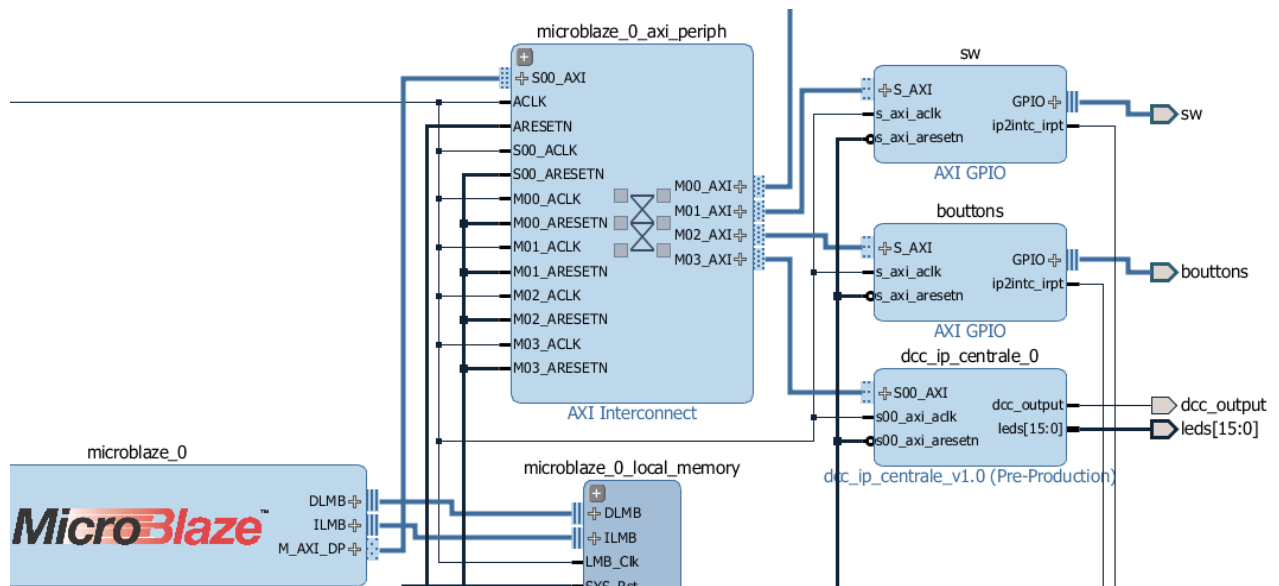 microblaze_0_axi_periph
S00_AXI
ACLK
ARESETN
S00_ACLK
S00_ARESETN
M00_ACLK
M00_ARESETN
M01_ACLK
M01_ARESETN
M02_ACLK
M02_ARESETN
M03_ACLK
M03_ARESETN
M00_AXI
M01_AXI
M02_AXI
M03_AXI
AXI Interconnect
sw
S_AXI
s_axi_aclk
s_axi_aresetn
GPIO
ip2intc_irpt
AXI GPIO
sw
bouttons
S_AXI
s_axi_aclk
s_axi_aresetn
GPIO
ip2intc_irpt
AXI GPIO
bouttons
dcc_ip_centrale_0
S00_AXI
s00_axi_aclk
s00_axi_aresetn
dcc_output
leds[15:0]
dcc_ip_centrale_v1.0 (Pre-Production)
dcc_output
leds[15:0]
microblaze_0
MicroBlaze™
DLMB
ILMB
M_AXI_DP
microblaze_0_local_memory
DLMB
ILMB
LMB_Clk
SYS_Rst